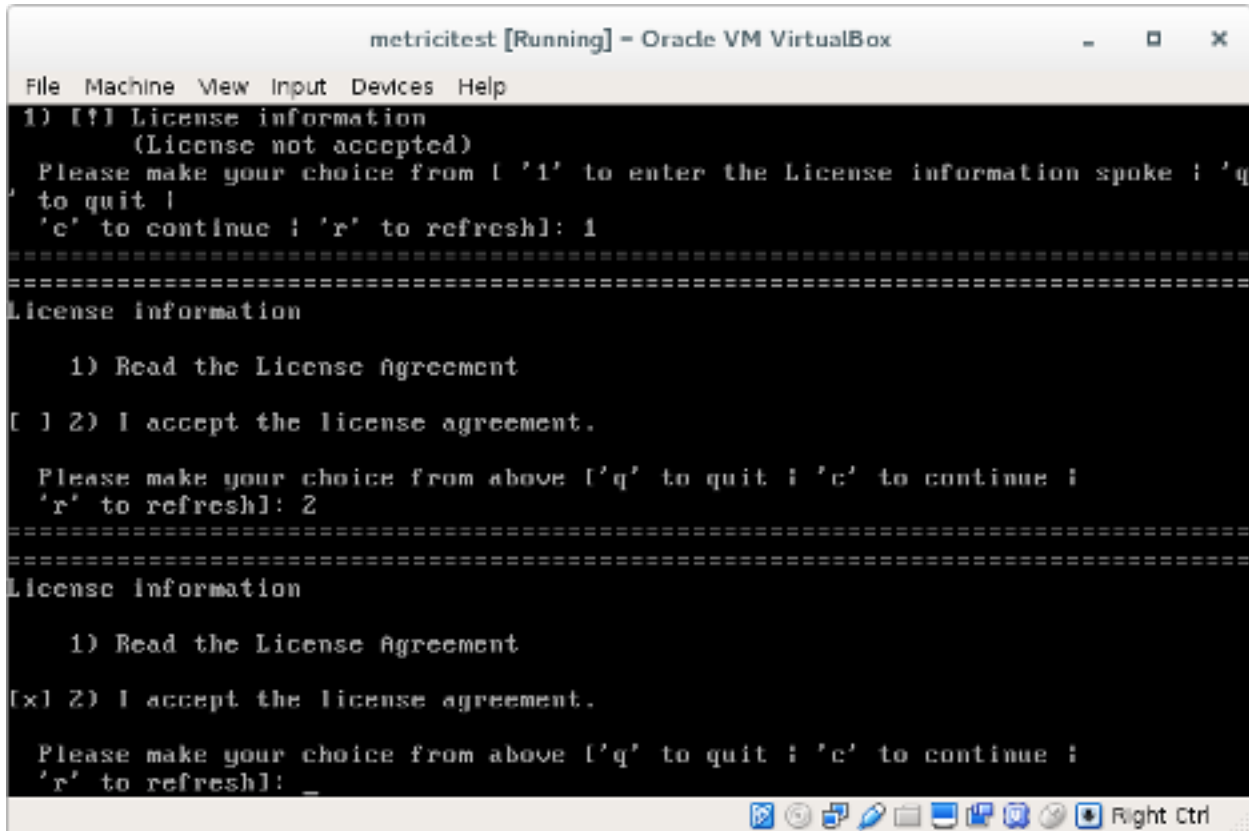 metricitest [Running] - Oracle VM VirtualBox
File Machine View Input Devices Help
1) [!] License information
(License not accepted)
Please make your choice from [ '1' to enter the License information spoke | 'q
' to quit |
'c' to continue | 'r' to refresh]: 1
================================================================================
================================================================================
License information
1) Read the License Agreement
[ ] 2) I accept the license agreement.
Please make your choice from above ['q' to quit | 'c' to continue |
'r' to refresh]: 2
================================================================================
================================================================================
License information
1) Read the License Agreement
[x] 2) I accept the license agreement.
Please make your choice from above ['q' to quit | 'c' to continue |
'r' to refresh]: _
Right Ctrl